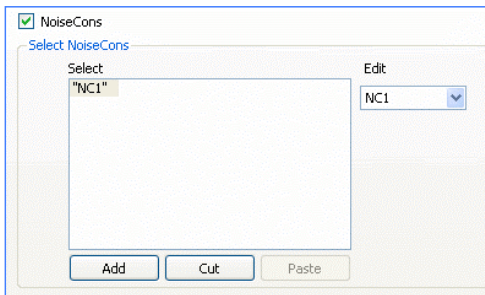 NoiseCons
Select NoiseCons
Select
Edit
"NC1"
NC1
Add
Cut
Paste